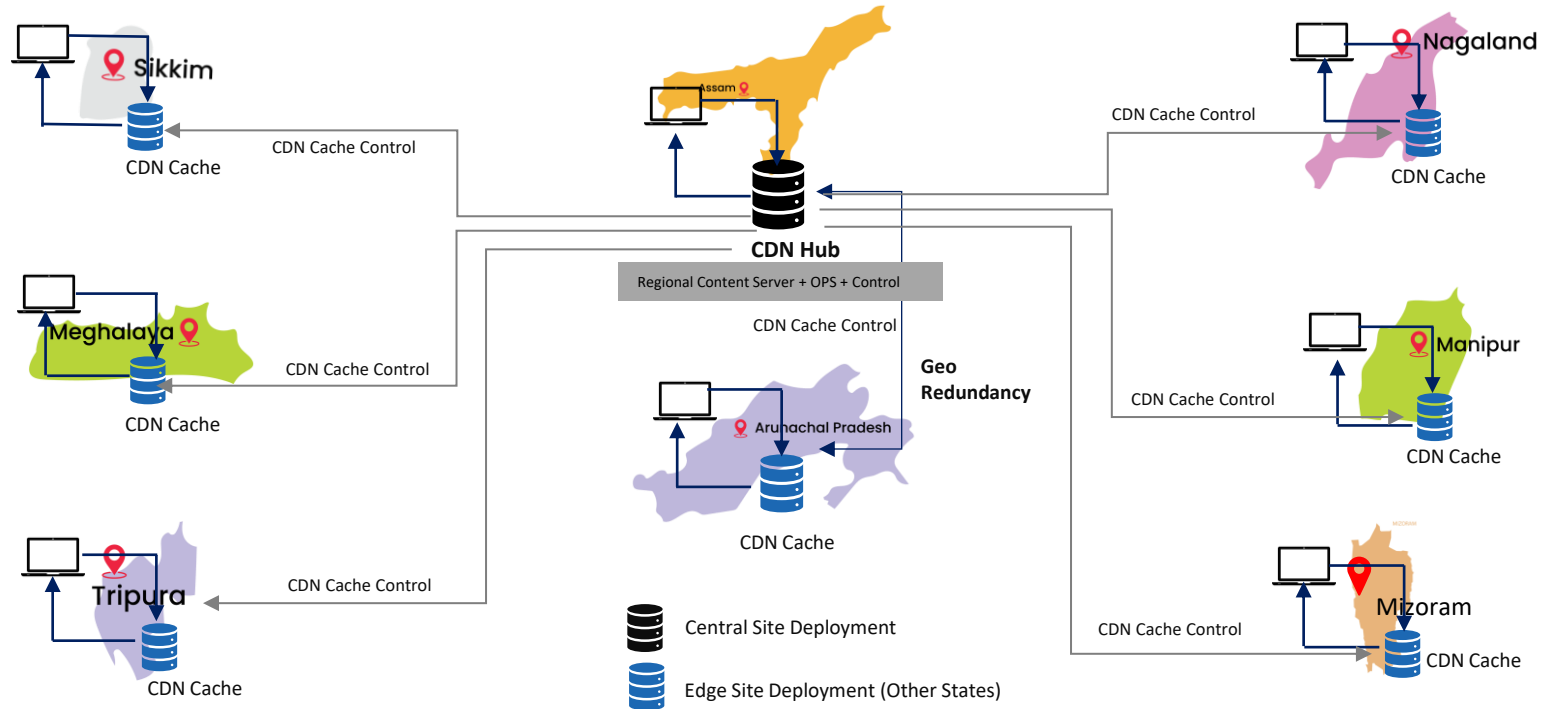 Sikkim
CDN Cache
CDN Cache Control
Assam
CDN Hub
Regional Content Server + OPS + Control
CDN Cache Control
Nagaland
CDN Cache Control
CDN Cache
Meghalaya
CDN Cache
CDN Cache Control
Geo
Redundancy
Arunachal Pradesh
CDN Cache
Manipur
CDN Cache Control
CDN Cache
Tripura
CDN Cache
CDN Cache Control
MIZORAM
Mizoram
CDN Cache Control
CDN Cache
Central Site Deployment
Edge Site Deployment (Other States)